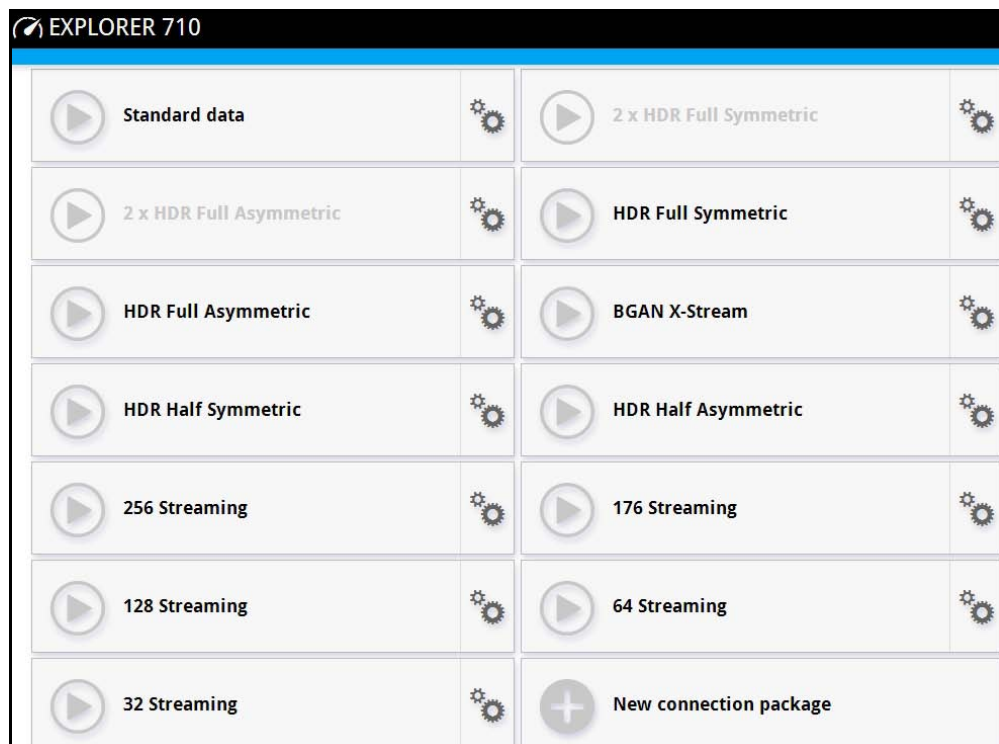 EXPLORER 710
Standard data
2 x HDR Full Symmetric
2 x HDR Full Asymmetric
HDR Full Symmetric
HDR Full Asymmetric
BGAN X-Stream
HDR Half Symmetric
HDR Half Asymmetric
256 Streaming
176 Streaming
128 Streaming
64 Streaming
32 Streaming
New connection package